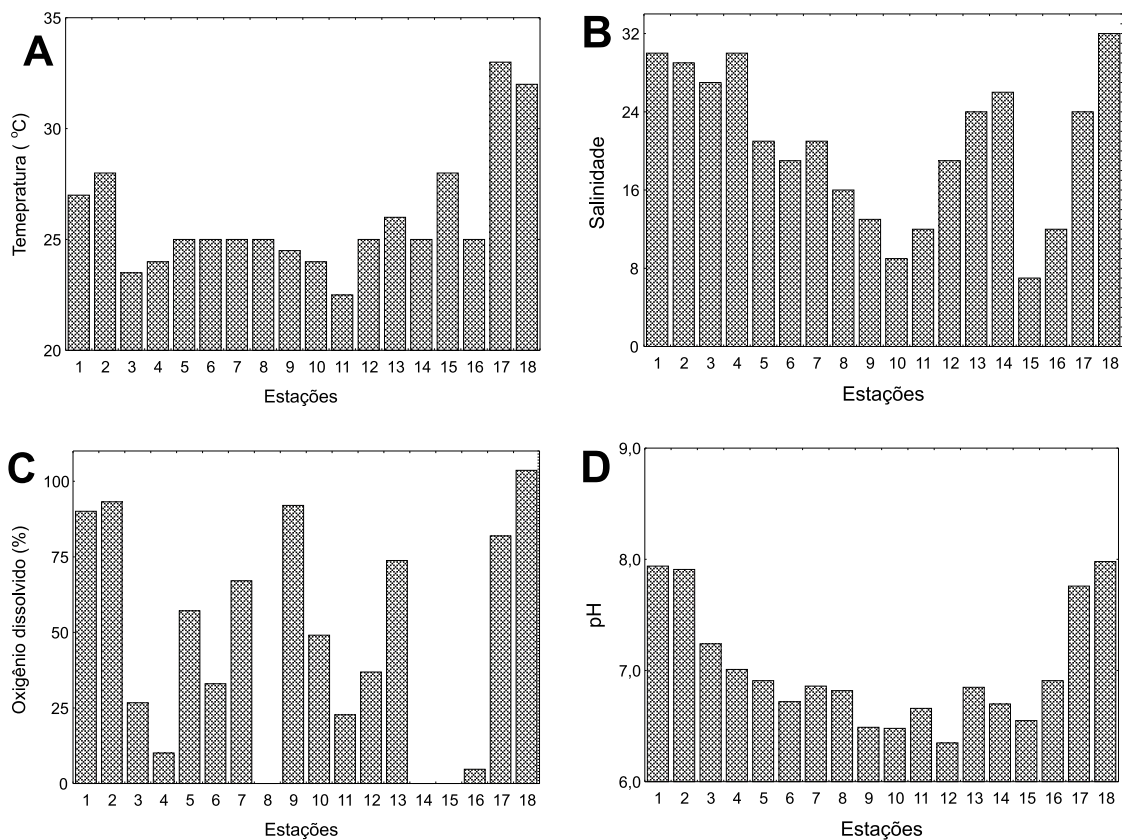 A
35
30
25
20
Temepratura ( °C)
1 2 3 4 5 6 7 8 9 10 11 12 13 14 15 16 17 18
Estações
B
32
24
16
8
0
Salinidade
1 2 3 4 5 6 7 8 9 10 11 12 13 14 15 16 17 18
Estações
C
100
75
50
25
0
Oxigênio dissolvido (%)
1 2 3 4 5 6 7 8 9 10 11 12 13 14 15 16 17 18
Estações
D
9,0
8,0
7,0
6,0
pH
1 2 3 4 5 6 7 8 9 10 11 12 13 14 15 16 17 18
Estações